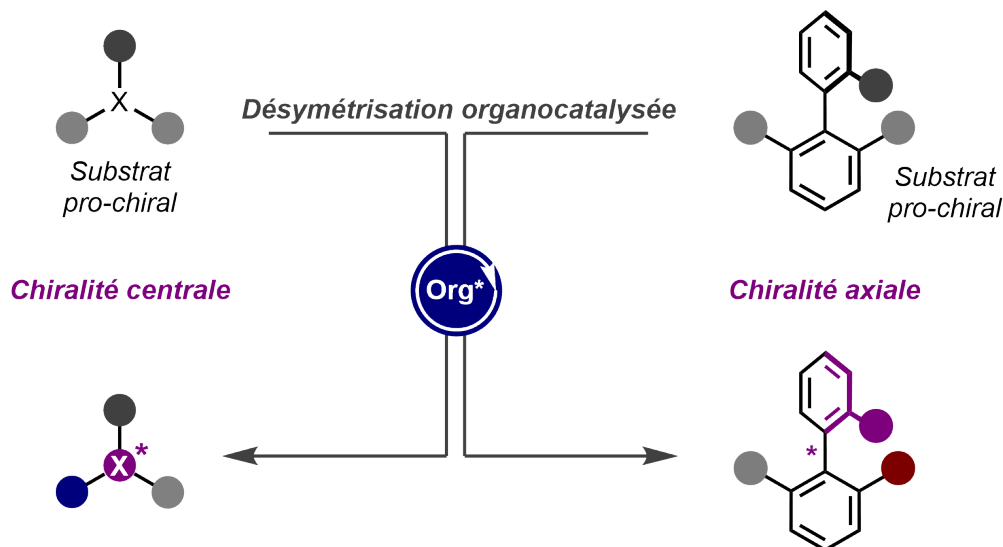 X
Désymétrisation organocatalysée
Substrat
pro-chiral
Substrat
pro-chiral
Chiralité centrale
Org*
Chiralité axiale
X*
*